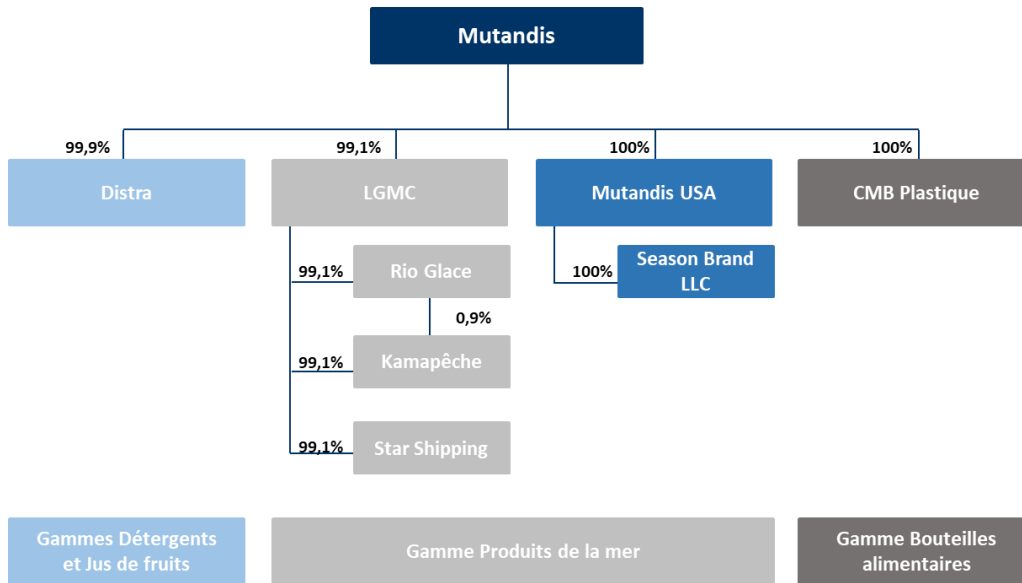 Mutandis
99,9%
99,1%
100%
100%
Distra
LGMC
Mutandis USA
CMB Plastique
99,1%
Rio Glace
100%
Season Brand
LLC
0,9%
99,1%
Kamapêche
99,1%
Star Shipping
Gammes Détergents
et Jus de fruits
Gamme Produits de la mer
Gamme Bouteilles
alimentaires